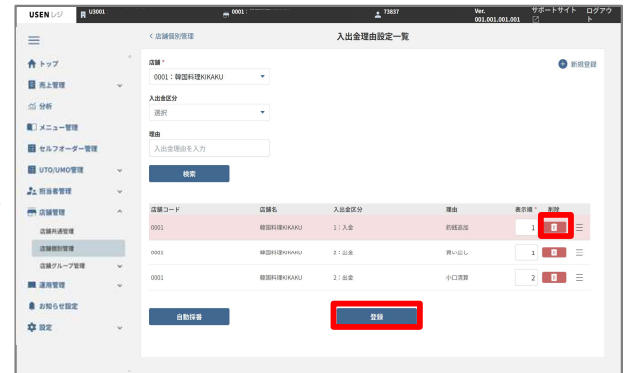 USENレジ U3001 0001： 73837 Ver. 001.001.001.001 サポートサイト ログアウト
店舗個別管理
入出金理由設定一覧
トップ
売上管理
分析
メニュー管理
セルフオーダー管理
UTO/UMO管理
担当者管理
店舗管理
店舗共通管理
店舗個別管理
店舗グループ管理
運用管理
お知らせ設定
設定
新規登録
店舗 *
0001：韓国料理KIKAKU
入出金区分
選択
理由
入出金理由を入力
検索
店舗コード 店舗名 入出金区分 理由 表示順 * 削除
0001 韓国料理KIKAKU 1：入金 釣銭追加 1
0001 韓国料理KIKAKU 2：出金 買い出し 1
0001 韓国料理KIKAKU 2：出金 小口清算 2
自動採番
登録